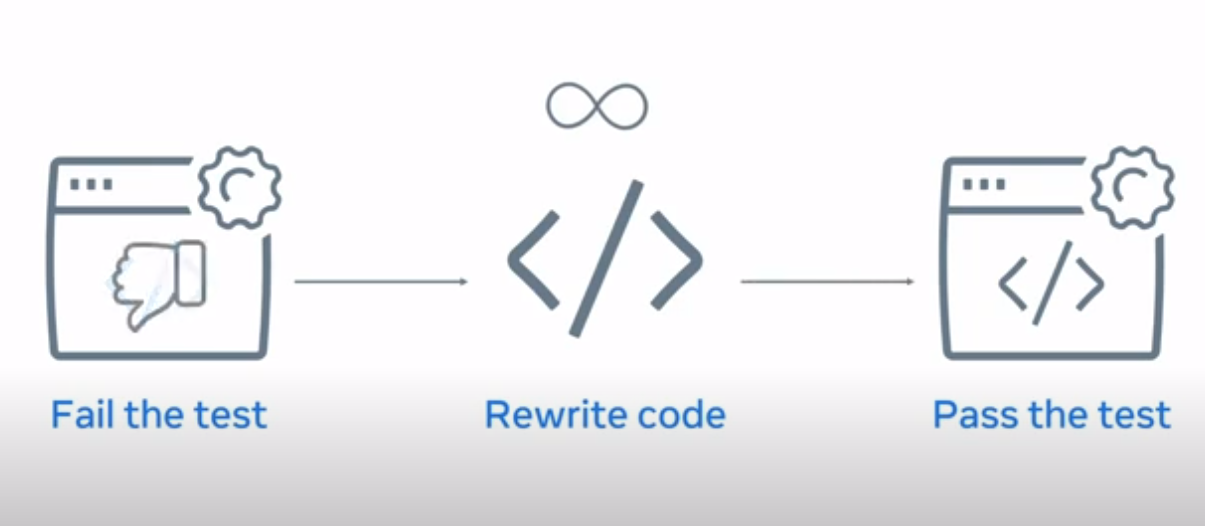 Fail the test
Rewrite code
Pass the test